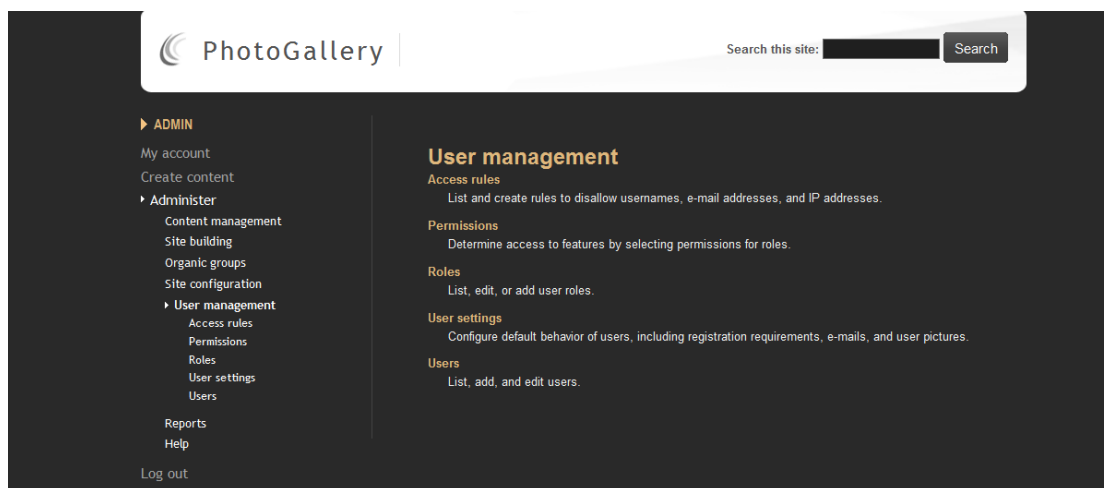 PhotoGallery
Search this site:
Search
ADMIN
My account
Create content
Administer
Content management
Site building
Organic groups
Site configuration
User management
Access rules
Permissions
Roles
User settings
Users
Reports
Help
Log out
User management
Access rules
List and create rules to disallow usernames, e-mail addresses, and IP addresses.
Permissions
Determine access to features by selecting permissions for roles.
Roles
List, edit, or add user roles.
User settings
Configure default behavior of users, including registration requirements, e-mails, and user pictures.
Users
List, add, and edit users.